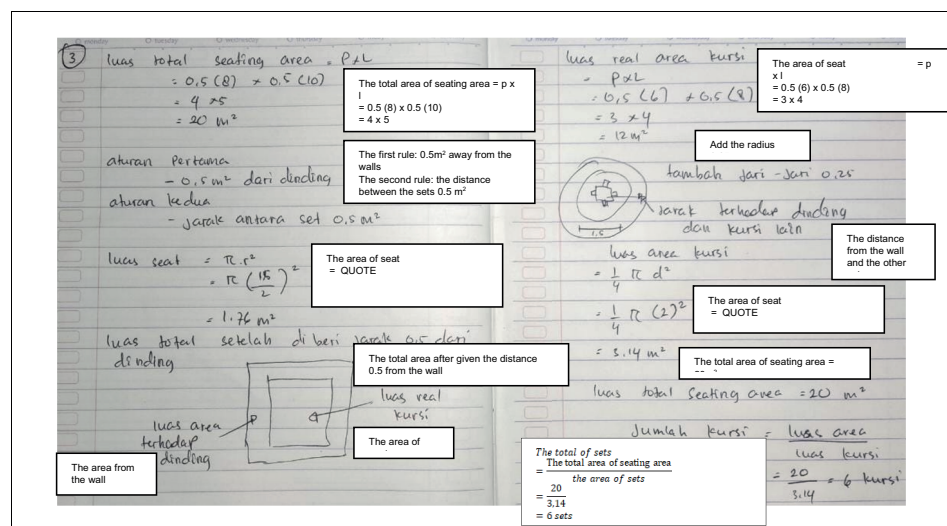 3
luas total seating area = PxL
= 0,5 (8) x 0,5 (10)
= 4 x5
= 20 m²
The total area of seating area = p x
l
= 0.5 (8) x 0.5 (10)
= 4 x 5
aturan Pertama
- 0,5 m² dari dinding
aturan kedua
- jarak antara set 0,5 m²
The first rule: 0.5m² away from the
walls
The second rule: the distance
between the sets 0.5 m²
luas seat = π.r²
= π (1,5/2)²
= 1.76 m²
The area of seat
= QUOTE
luas total setelah diberi jarak 0,5 dari
dinding
The total area after given the distance
0.5 from the wall
luas real
kursi
luas area
terhadap
dinding
The area of
The area from
the wall
luas real area kursi
= PxL
= 0,5 (6) x 0,5 (8)
= 3 x 4
= 12 m²
The area of seat = p
x l
= 0.5 (6) x 0.5 (8)
= 3 x 4
Add the radius
tambah jari-jari 0,25
jarak terhadap dinding
dan kursi lain
1,5
The distance
from the wall
and the other
luas area kursi
= 1/4 π d²
= 1/4 π (2)²
= 3.14 m²
The area of seat
= QUOTE
The total area of seating area =
luas total Seating area = 20 m²
Jumlah kursi = luas area / luas kursi
= 20/3.14 = 6 kursi
The total of sets
= The total area of seating area / the area of sets
= 20/3,14
= 6 sets